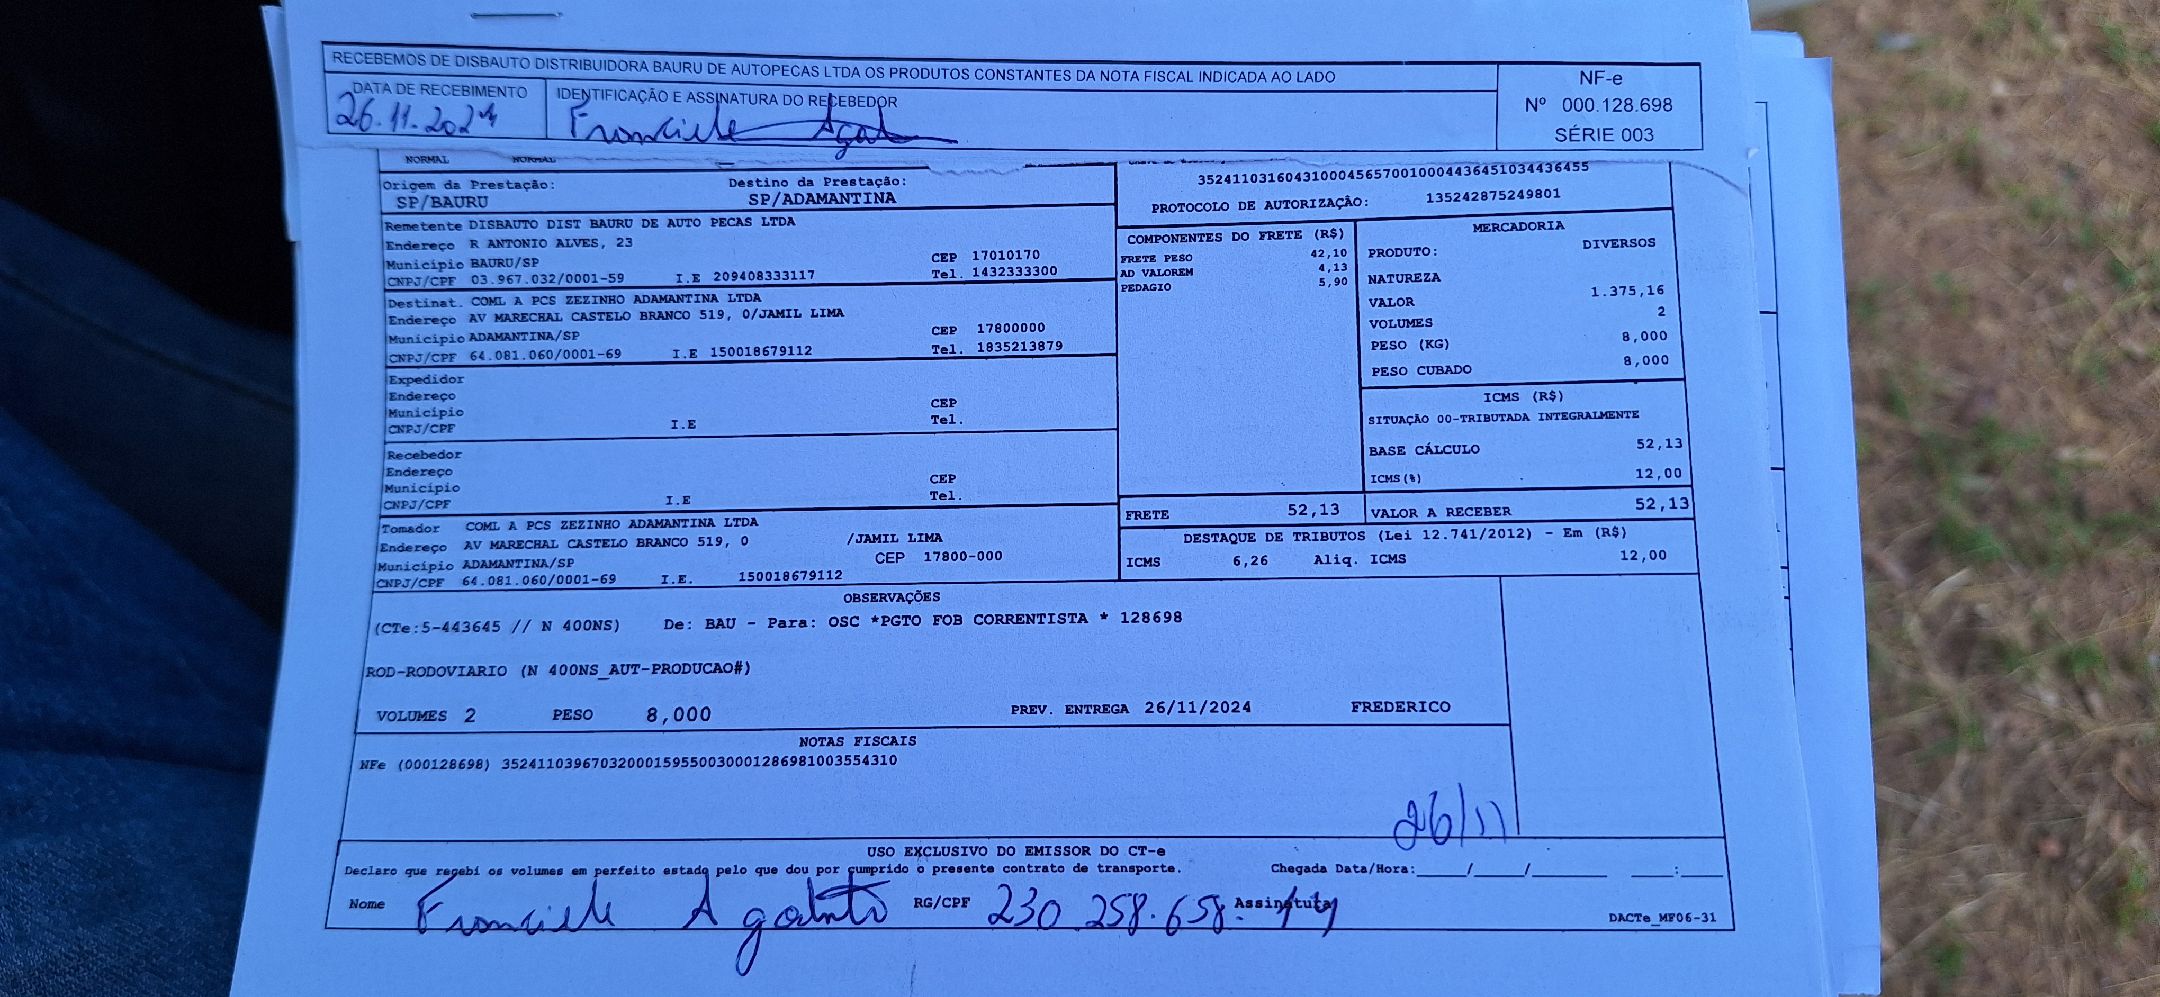 RECEBEMOS DE DISBAUTO DISTRIBUIDORA BAURU DE AUTOPECAS LTDA OS PRODUTOS CONSTANTES DA NOTA FISCAL INDICADA AO LADO
DATA DE RECEBIMENTO IDENTIFICAÇÃO E ASSINATURA DO RECEBEDOR
26.11.2024 Franciele
NF-e
Nº 000.128.698
SÉRIE 003
NORMAL NORMAL
Origem da Prestação: Destino da Prestação:
SP/BAURU SP/ADAMANTINA
35241103160431000456570010004436451034436455
PROTOCOLO DE AUTORIZAÇÃO: 135242875249801
Remetente DISBAUTO DIST BAURU DE AUTO PECAS LTDA
Endereço R ANTONIO ALVES, 23
Municipio BAURU/SP CEP 17010170
CNPJ/CPF 03.967.032/0001-59 I.E 209408333117 Tel. 1432333300
Destinat. COML A PCS ZEZINHO ADAMANTINA LTDA
Endereço AV MARECHAL CASTELO BRANCO 519, 0/JAMIL LIMA
Municipio ADAMANTINA/SP CEP 17800000
CNPJ/CPF 64.081.060/0001-69 I.E 150018679112 Tel. 1835213879
Expedidor
Endereço
Municipio CEP
CNPJ/CPF I.E Tel.
Recebedor
Endereço
Municipio CEP
CNPJ/CPF I.E Tel.
Tomador COML A PCS ZEZINHO ADAMANTINA LTDA
Endereço AV MARECHAL CASTELO BRANCO 519, 0 /JAMIL LIMA
Municipio ADAMANTINA/SP CEP 17800-000
CNPJ/CPF 64.081.060/0001-69 I.E. 150018679112
COMPONENTES DO FRETE (R$)
FRETE PESO 42,10
AD VALOREM 4,13
PEDAGIO 5,90
MERCADORIA
PRODUTO: DIVERSOS
NATUREZA
VALOR 1.375,16
VOLUMES 2
PESO (KG) 8,000
PESO CUBADO 8,000
ICMS (R$)
SITUAÇÃO 00-TRIBUTADA INTEGRALMENTE
BASE CÁLCULO 52,13
ICMS(%) 12,00
FRETE 52,13 VALOR A RECEBER 52,13
DESTAQUE DE TRIBUTOS (Lei 12.741/2012) - Em (R$)
ICMS 6,26 Aliq. ICMS 12,00
OBSERVAÇÕES
(CTe:5-443645 // N 400NS) De: BAU - Para: OSC *PGTO FOB CORRENTISTA * 128698
ROD-RODOVIARIO (N 400NS_AUT-PRODUCAO#)
VOLUMES 2 PESO 8,000 PREV. ENTREGA 26/11/2024 FREDERICO
NOTAS FISCAIS
NFe (000128698) 35241103967032000159550030001286981003554310
26/11
USO EXCLUSIVO DO EMISSOR DO CT-e
Declaro que recebi os volumes em perfeito estado pelo que dou por cumprido o presente contrato de transporte. Chegada Data/Hora:____/____/______ ___:___
Nome Franciele RG/CPF 230.258.658. Assinatura
DACTe_MF06-31